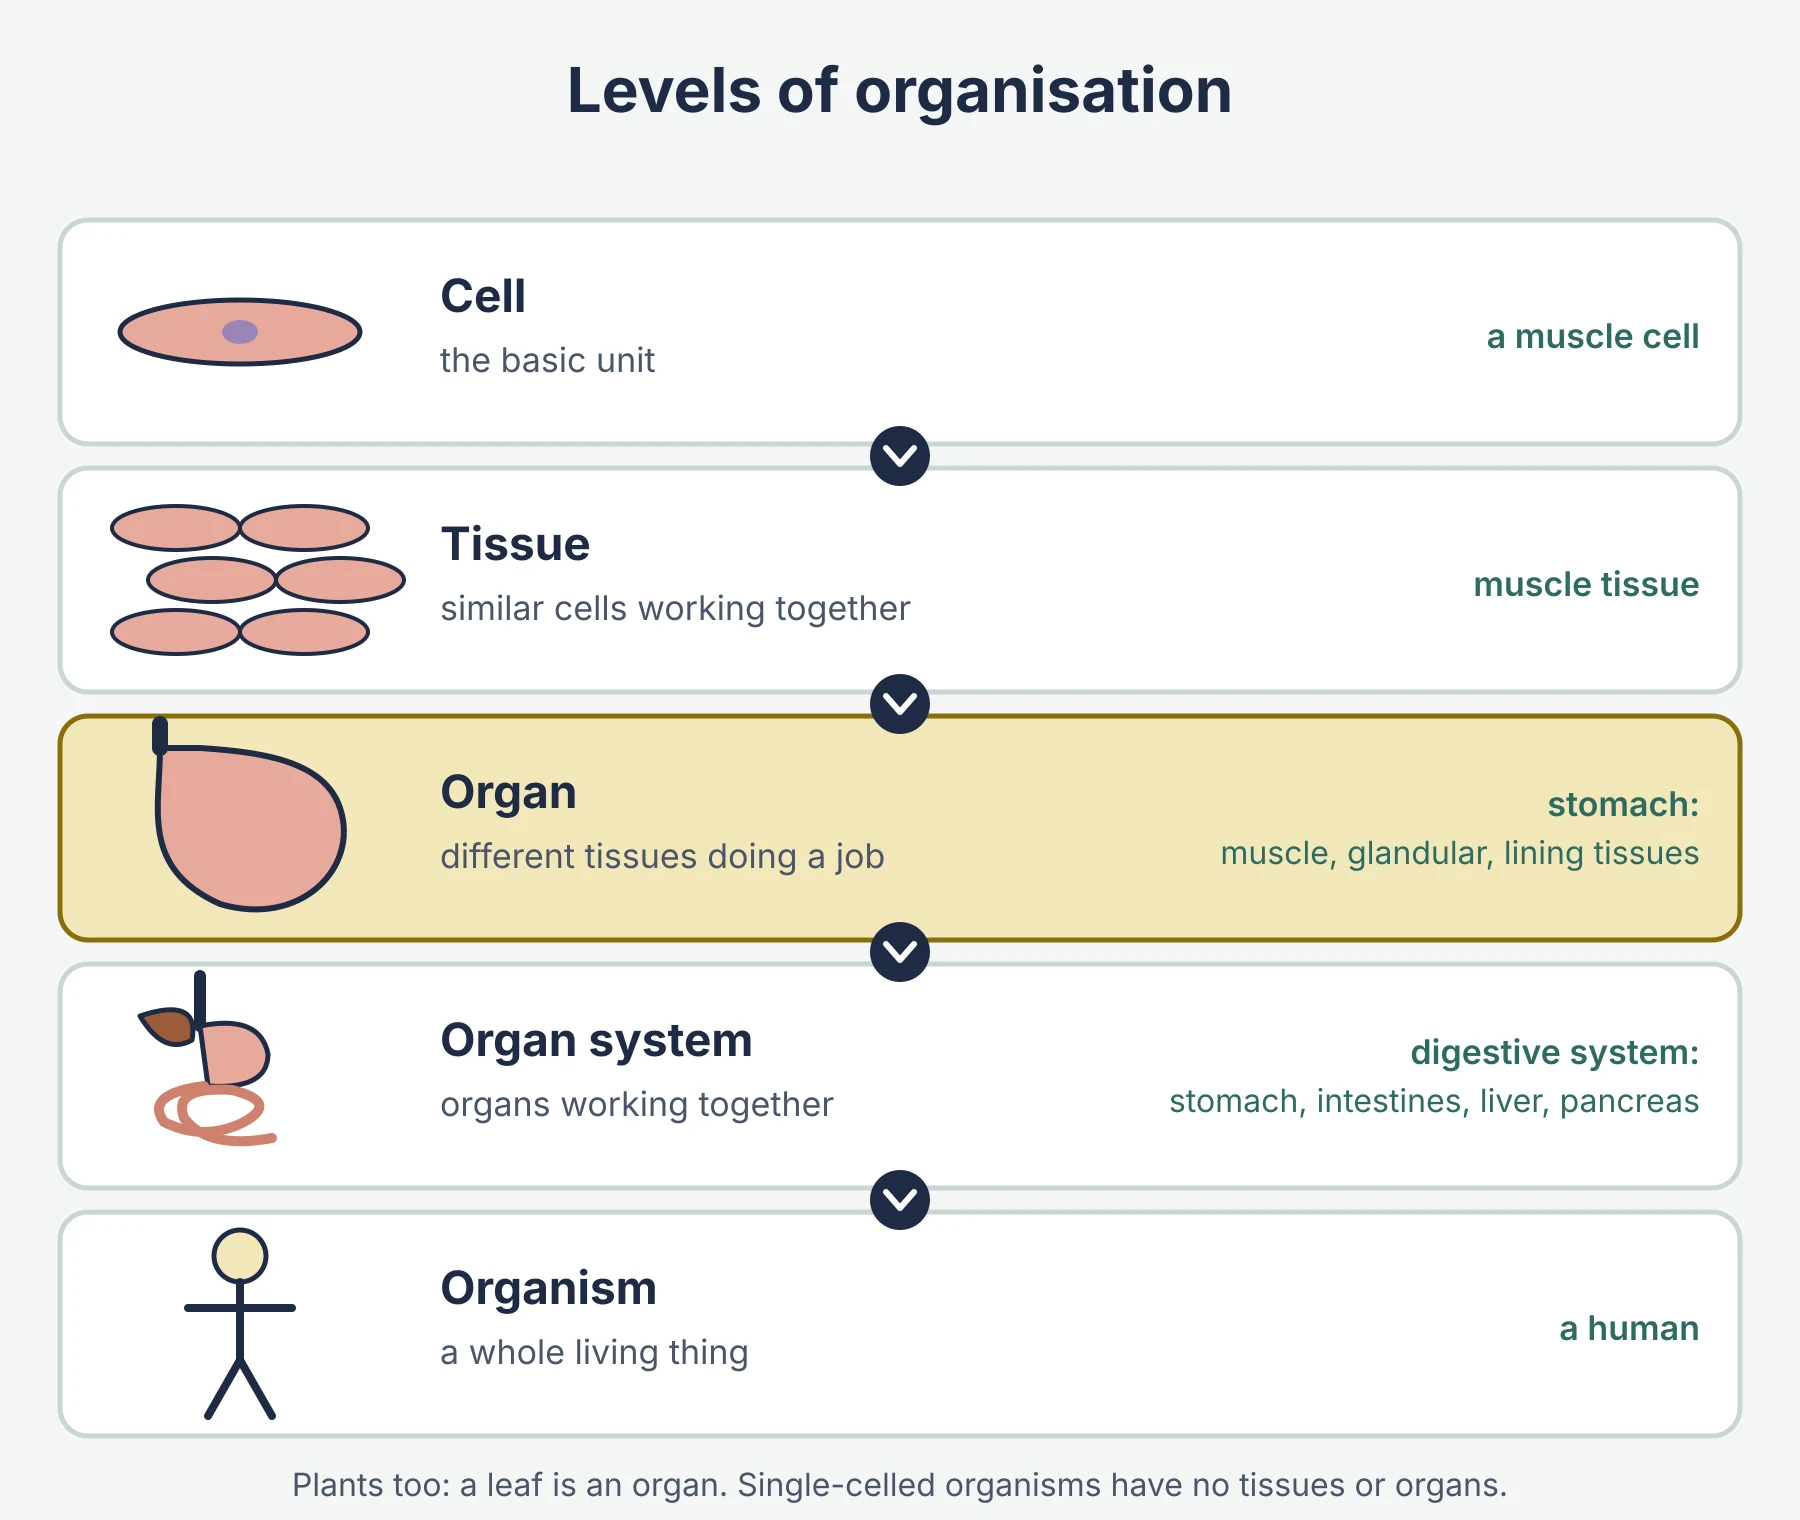 Levels of organisation
Cell
the basic unit
a muscle cell
Tissue
similar cells working together
muscle tissue
Organ
different tissues doing a job
stomach:
muscle, glandular, lining tissues
Organ system
organs working together
digestive system:
stomach, intestines, liver, pancreas
Organism
a whole living thing
a human
Plants too: a leaf is an organ. Single-celled organisms have no tissues or organs.